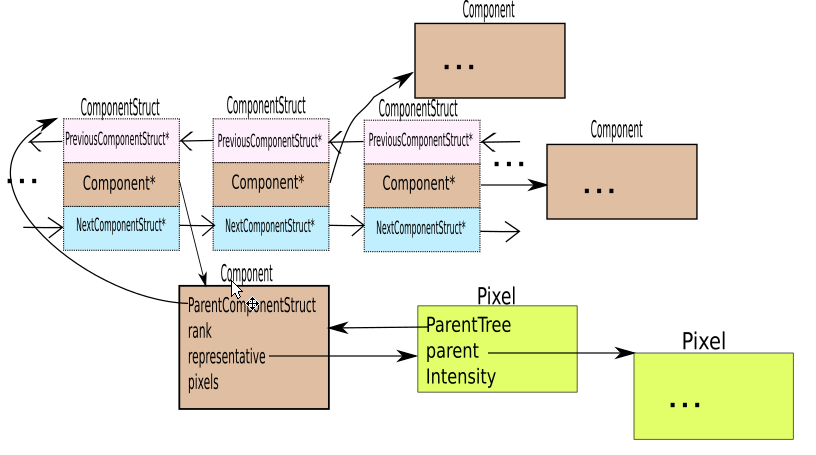 Component
...
ComponentStruct
ComponentStruct
ComponentStruct
PreviousComponentStruct*
PreviousComponentStruct*
PreviousComponentStruct*
Component
...
...
...
Component*
Component*
Component*
NextComponentStruct*
NextComponentStruct*
NextComponentStruct*
Component
ParentComponentStruct
rank
representative
pixels
Pixel
ParentTree
parent
Intensity
Pixel
...